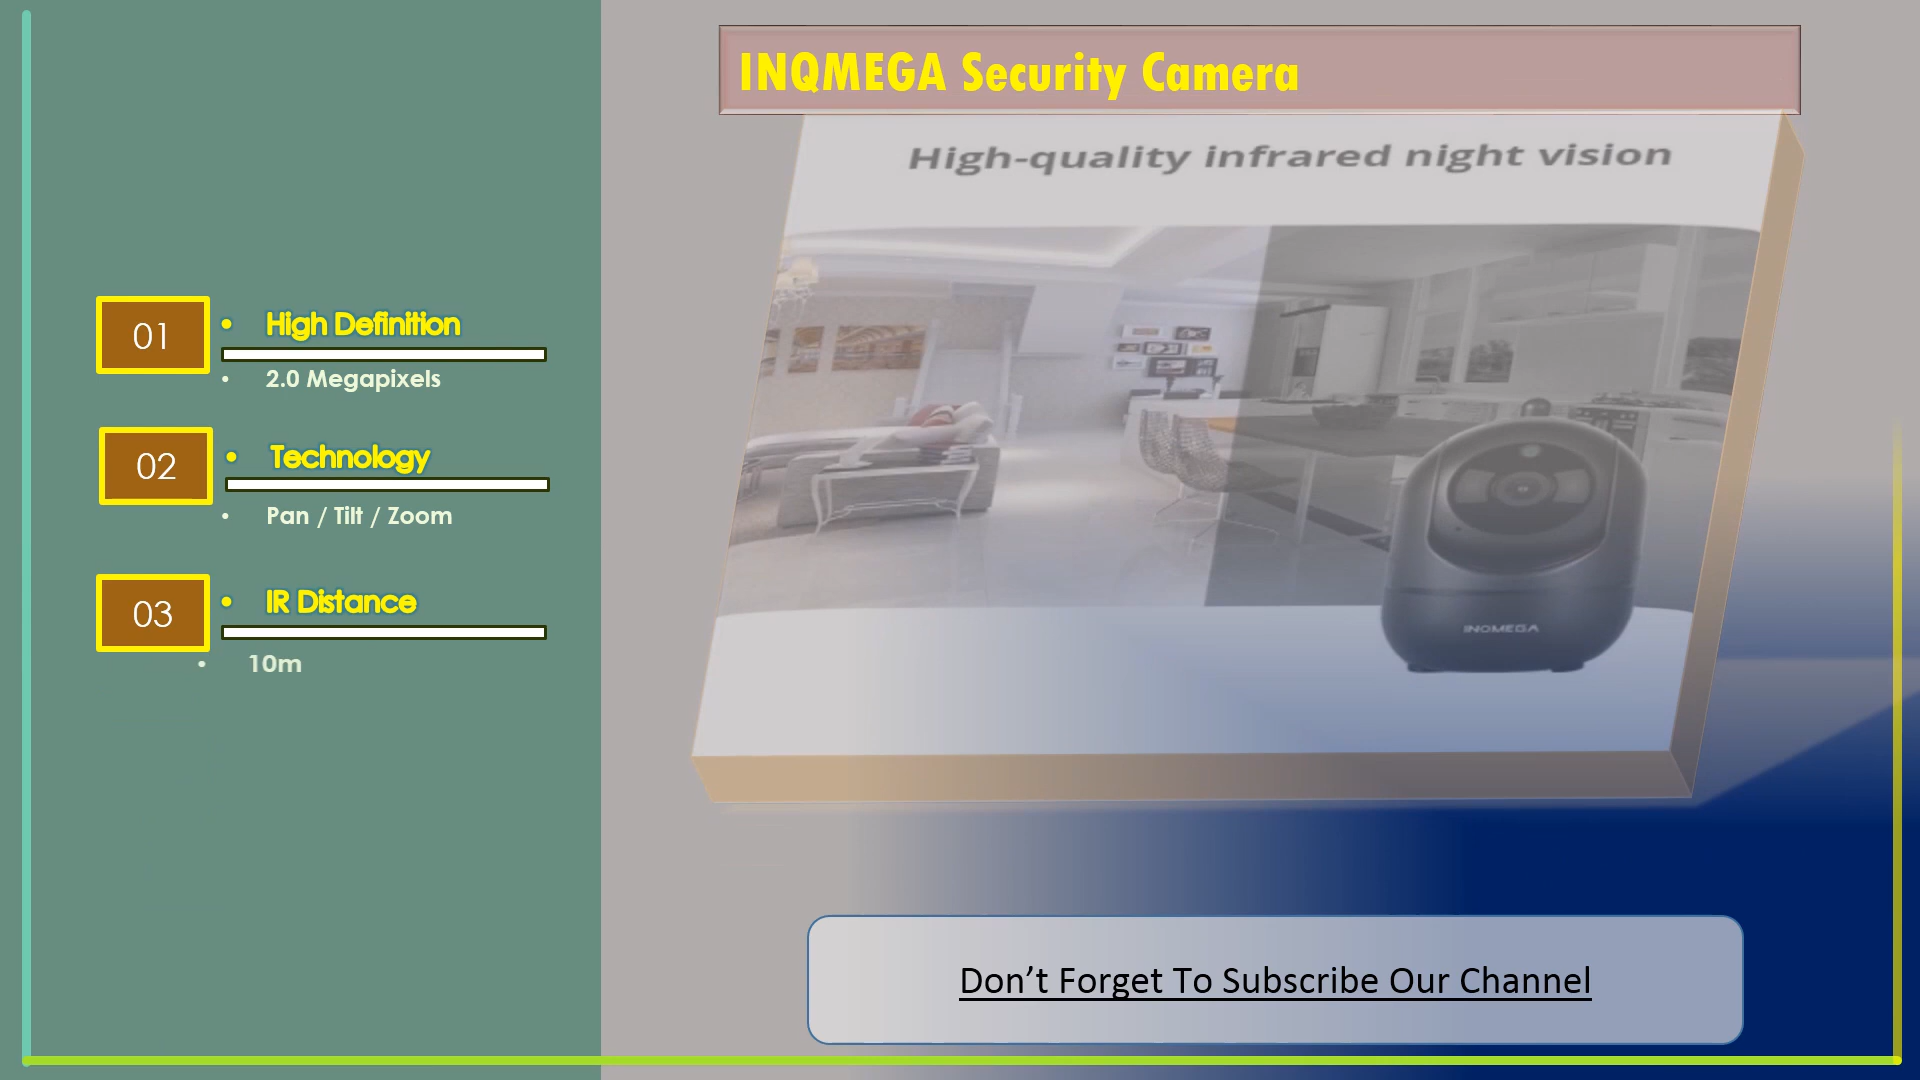 INQMEGA Security Camera
High-quality infrared night vision
01
• High Definition
• 2.0 Megapixels
02
• Technology
• Pan / Tilt / Zoom
03
• IR Distance
• 10m
INQMEGA
Don’t Forget To Subscribe Our Channel